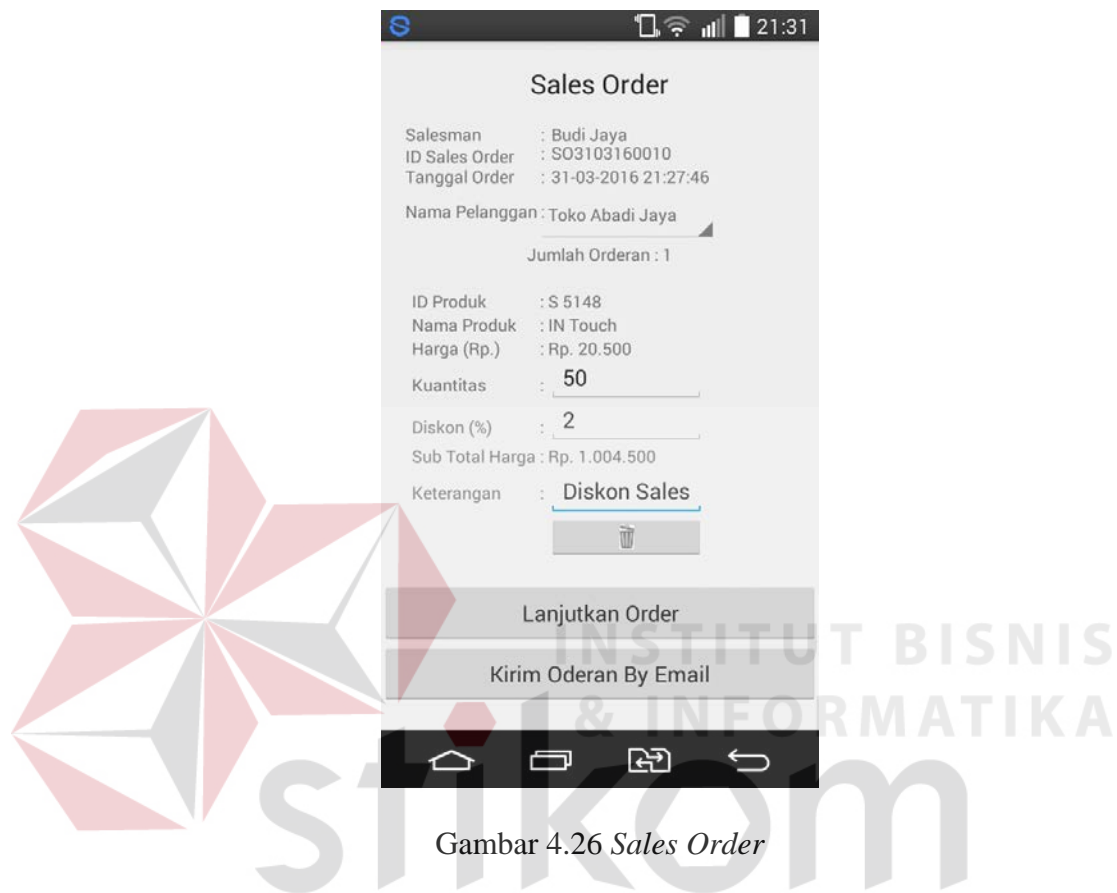 21:31
Sales Order
Salesman : Budi Jaya
ID Sales Order : SO3103160010
Tanggal Order : 31-03-2016 21:27:46
Nama Pelanggan : Toko Abadi Jaya
Jumlah Orderan : 1
ID Produk : S 5148
Nama Produk : IN Touch
Harga (Rp.) : Rp. 20.500
Kuantitas : 50
Diskon (%) : 2
Sub Total Harga : Rp. 1.004.500
Keterangan : Diskon Sales
Lanjutkan Order
Kirim Oderan By Email
INSTITUT BISNIS
& INFORMATIKA
stikom
Gambar 4.26 Sales Order